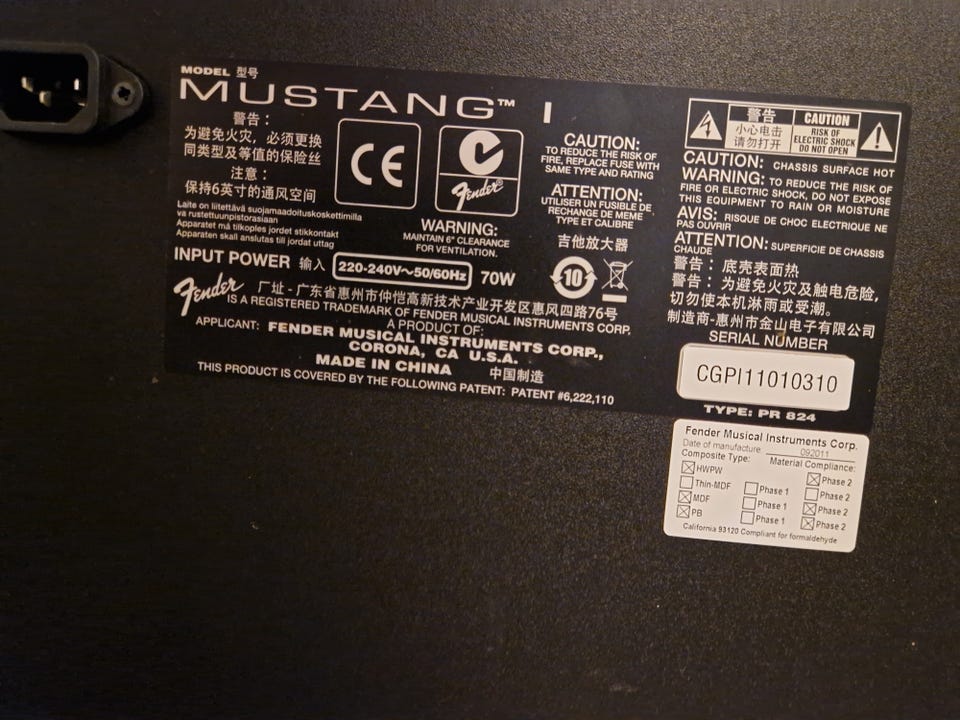 MODEL 型号
MUSTANG™ I
警告：
为避免火灾，必须更换
同类型及等值的保险丝
注意：
保持6英寸的通风空间
CE
Fender®
CAUTION:
TO REDUCE THE RISK OF
FIRE, REPLACE FUSE WITH
SAME TYPE AND RATING
ATTENTION:
UTILISER UN FUSIBLE DE
RECHANGE DE MEME
TYPE ET CALIBRE
WARNING:
MAINTAIN 6" CLEARANCE
FOR VENTILATION.
吉他放大器
10
Laite on liitettävä suojamaadoituskoskettimilla
va rustettuunpistorasiaan
Apparatet må tilkoples jordet stikkontakt
Apparaten skall anslutas till jordat uttag
INPUT POWER 输入 220-240V～50/60Hz 70W
Fender 厂址 - 广东省惠州市仲恺高新技术产业开发区惠风四路76号
IS A REGISTERED TRADEMARK OF FENDER MUSICAL INSTRUMENTS CORP.
A PRODUCT OF:
APPLICANT: FENDER MUSICAL INSTRUMENTS CORP.,
CORONA, CA U.S.A.
MADE IN CHINA 中国制造
THIS PRODUCT IS COVERED BY THE FOLLOWING PATENT: PATENT #6,222,110
警告
小心电击
请勿打开
CAUTION
RISK OF
ELECTRIC SHOCK
DO NOT OPEN
CAUTION: CHASSIS SURFACE HOT
WARNING: TO REDUCE THE RISK OF
FIRE OR ELECTRIC SHOCK, DO NOT EXPOSE
THIS EQUIPMENT TO RAIN OR MOISTURE
AVIS: RISQUE DE CHOC ELECTRIQUE NE
PAS OUVRIR
ATTENTION: SUPERFICIE DE CHASSIS
CHAUDE
警告：底壳表面热
警告：为避免火灾及触电危险，
切勿使本机淋雨或受潮。
制造商-惠州市金山电子有限公司
SERIAL NUMBER
CGPI11010310
TYPE: PR 824
Fender Musical Instruments Corp.
Date of manufacture 092011
Composite Type: Material Compliance:
HWPW Phase 2
Thin-MDF Phase 1 Phase 2
MDF Phase 1 Phase 2
PB Phase 1 Phase 2
California 93120 Compliant for formaldehyde